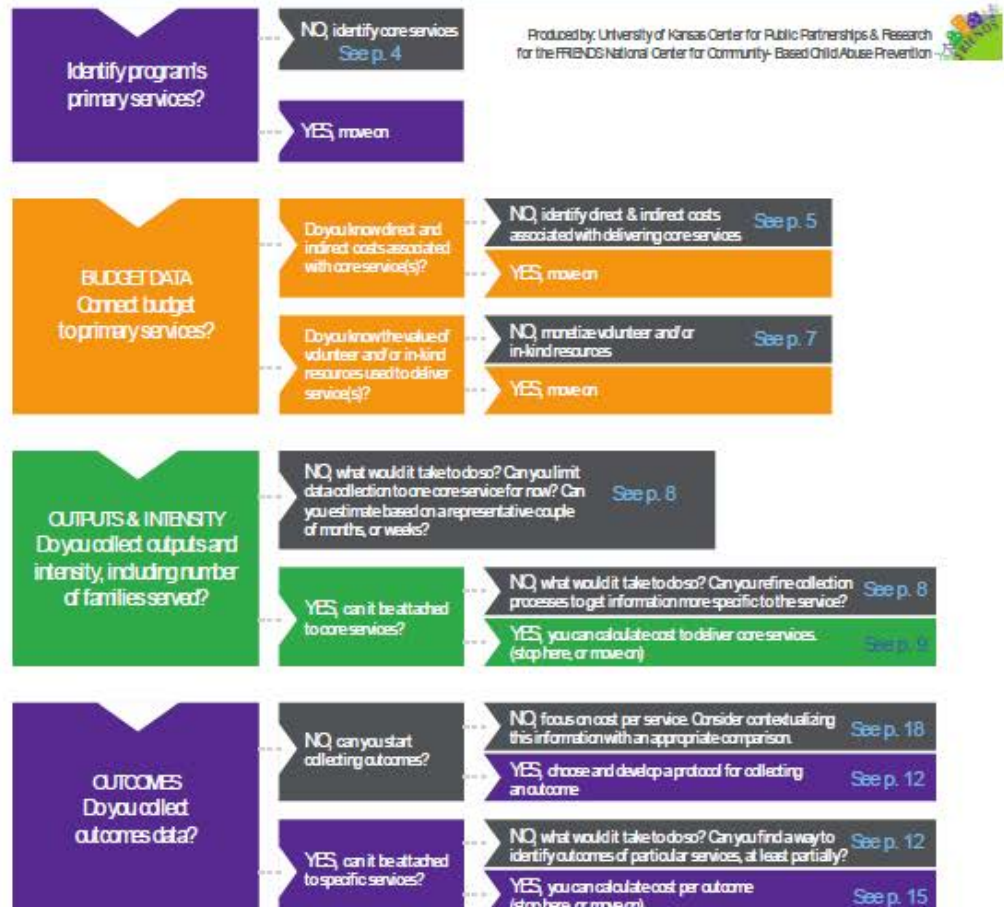 Produced by: University of Kansas Center for Public Partnerships & Research
for the FRIENDS National Center for Community- Based Child Abuse Prevention
FRIENDS
Identify program's
primary services?
NO, identify core services
See p. 4
YES, move on
BUDGET DATA
Connect budget
to primary services?
Do you know direct and
indirect costs associated
with core service(s)?
NO, identify direct & indirect costs
associated with delivering core services
See p. 5
YES, move on
Do you know the value of
volunteer and/or in-kind
resources used to deliver
service(s)?
NO, monetize volunteer and/or
in-kind resources
See p. 7
YES, move on
OUTPUTS & INTENSITY
Do you collect outputs and
intensity, including number
of families served?
NO, what would it take to do so? Can you limit
data collection to one core service for now? Can
you estimate based on a representative couple
of months, or weeks?
See p. 8
YES, can it be attached
to core services?
NO, what would it take to do so? Can you refine collection
processes to get information more specific to the service?
See p. 8
YES, you can calculate cost to deliver core services.
(stop here, or move on)
See p. 9
OUTCOMES
Do you collect
outcomes data?
NO, can you start
collecting outcomes?
NO, focus on cost per service. Consider contextualizing
this information with an appropriate comparison.
See p. 18
YES, choose and develop a protocol for collecting
an outcome
See p. 12
YES, can it be attached
to specific services?
NO, what would it take to do so? Can you find a way to
identify outcomes of particular services, at least partially?
See p. 12
YES, you can calculate cost per outcome
(stop here, or move on)
See p. 15